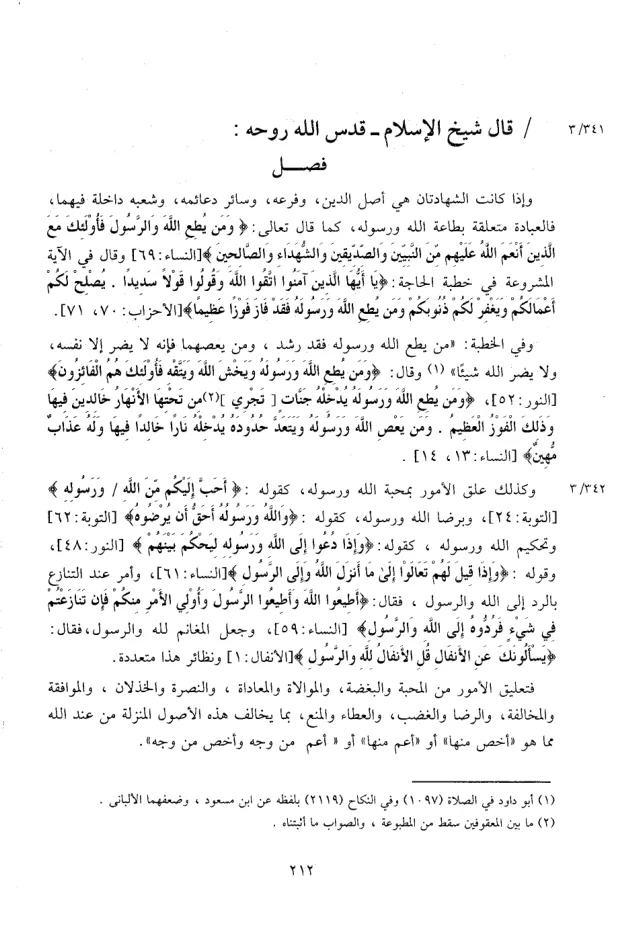 ٣/٣٤١ / قال شيخ الإسلام ـ قدس الله روحه :
فصــل
وإذا كانت الشهادتان هي أصل الدين، وفرعه، وسائر دعائمه، وشعبه داخلة فيهما،
فالعبادة متعلقة بطاعة الله ورسوله، كما قال تعالى: ﴿ وَمَن يُطِعِ اللَّهَ وَالرَّسُولَ فَأُوْلَئِكَ مَعَ
الَّذِينَ أَنْعَمَ اللَّهُ عَلَيْهِم مِّنَ النَّبِيِّينَ وَالصِّدِّيقِينَ وَالشُّهَدَاءِ وَالصَّالِحِينَ ﴾[النساء:٦٩] وقال في الآية
المشروعة في خطبة الحاجة:﴿يا أَيُّهَا الَّذِينَ آمَنُوا اتَّقُوا اللَّهَ وَقُولُوا قَوْلاً سَدِيدًا . يُصْلِحْ لَكُمْ
أَعْمَالَكُمْ وَيَغْفِرْ لَكُمْ ذُنُوبَكُمْ وَمَن يُطِعِ اللَّهَ وَرَسُولَهُ فَقَدْ فَازَ فَوْزًا عَظِيمًا﴾[الأحزاب:٧٠، ٧١].
وفي الخطبة: «من يطع الله ورسوله فقد رشد ، ومن يعصهما فإنه لا يضر إلا نفسه،
ولا يضر الله شيئًا» (١) وقال: ﴿وَمَن يُطِعِ اللَّهَ وَرَسُولَهُ وَيَخْشَ اللَّهَ وَيَتَّقْهِ فَأُوْلَئِكَ هُمُ الْفَائِزُونَ﴾
[النور:٥٢]، ﴿وَمَن يُطِعِ اللَّهَ وَرَسُولَهُ يُدْخِلْهُ جَنَّاتٍ [ تَجْرِي ](٢)مِن تَحْتِهَا الأَنْهَارُ خَالِدِينَ فِيهَا
وَذَلِكَ الْفَوْزُ الْعَظِيمُ . وَمَن يَعْصِ اللَّهَ وَرَسُولَهُ وَيَتَعَدَّ حُدُودَهُ يُدْخِلْهُ نَارًا خَالِدًا فِيهَا وَلَهُ عَذَابٌ
مُّهِينٌ﴾ [النساء:١٣، ١٤] .
٣/٣٤٢ وكذلك علق الأمور بمحبة الله ورسوله، كقوله :﴿ أَحَبَّ إِلَيْكُم مِّنَ اللَّهِ / وَرَسُولِهِ ﴾
[التوبة:٢٤]، وبرضا الله ورسوله، كقوله :﴿وَاللَّهُ وَرَسُولُهُ أَحَقُّ أَن يُرْضُوهُ﴾ [التوبة:٦٢]
وتحكيم الله ورسوله ، كقوله:﴿وَإِذَا دُعُوا إِلَى اللَّهِ وَرَسُولِهِ لِيَحْكُمَ بَيْنَهُمْ ﴾ [النور:٤٨]،
وقوله :﴿وَإِذَا قِيلَ لَهُمْ تَعَالَوْا إِلَىٰ مَا أَنزَلَ اللَّهُ وَإِلَى الرَّسُولِ ﴾[النساء:٦١]، وأمر عند التنازع
بالرد إلى الله والرسول ، فقال:﴿أَطِيعُوا اللَّهَ وَأَطِيعُوا الرَّسُولَ وَأُوْلِي الأَمْرِ مِنكُمْ فَإِن تَنَازَعْتُمْ
فِي شَيْءٍ فَرُدُّوهُ إِلَى اللَّهِ وَالرَّسُولِ﴾ [النساء:٥٩]، وجعل المغانم لله والرسول،فقال:
﴿يَسْأَلُونَكَ عَنِ الأَنفَالِ قُلِ الأَنفَالُ لِلَّهِ وَالرَّسُولِ ﴾[الأنفال:١] ونظائر هذا متعددة.
فتعليق الأمور من المحبة والبغضة، والموالاة والمعاداة ، والنصرة والخذلان ، والموافقة
والمخالفة، والرضا والغضب، والعطاء والمنع، بما يخالف هذه الأصول المنزلة من عند الله
مما هو «أخص منها» أو «أعم منها» أو « أعم من وجه وأخص من وجه».
(١) أبو داود في الصلاة (١٠٩٧) وفي النكاح (٢١١٩) بلفظه عن ابن مسعود ، وضعفهما الألبانى .
(٢) ما بين المعقوفين سقط من المطبوعة ، والصواب ما أثبتناه .
٢١٢